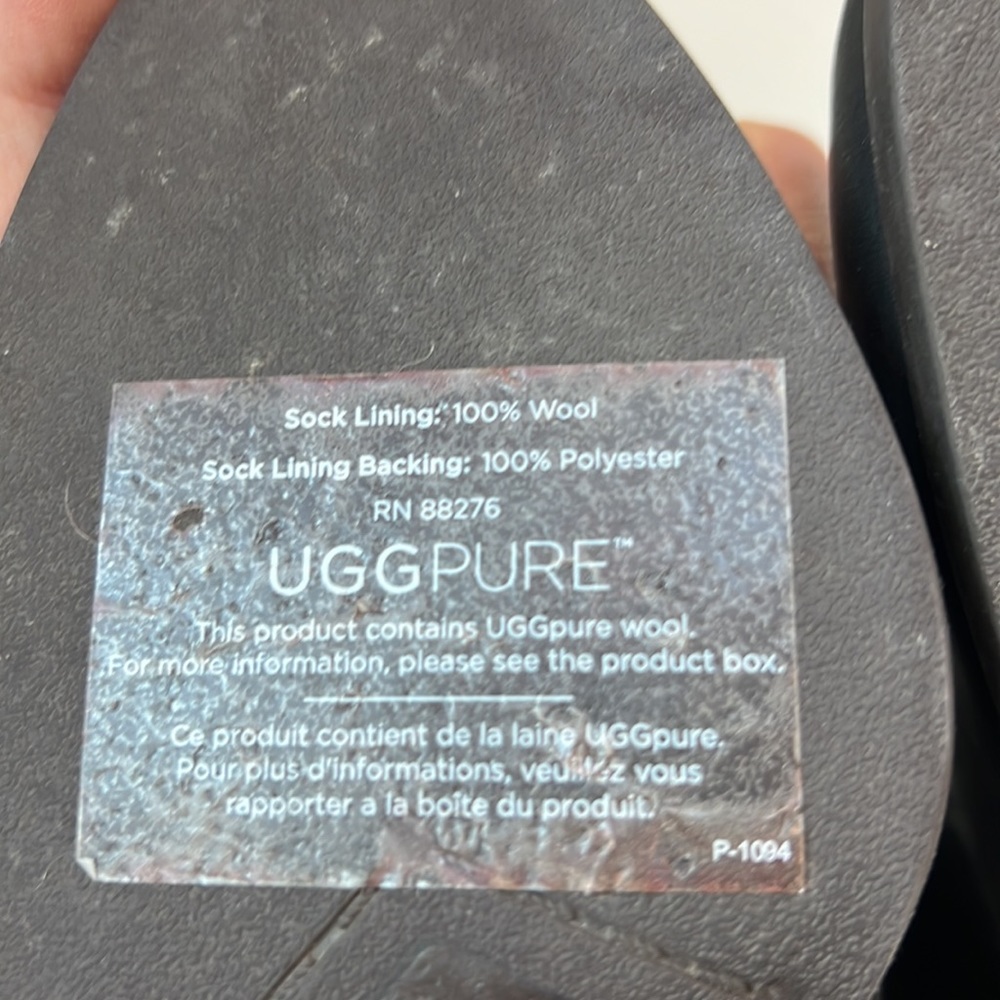 Sock Lining: 100% Wool
Sock Lining Backing: 100% Polyester
RN 88276
UGGPURE™
This product contains UGGpure wool.
For more information, please see the product box.
Ce produit contient de la laine UGGpure.
Pour plus d'informations, veuillez vous
rapporter a la boîte du produit.
P-1094